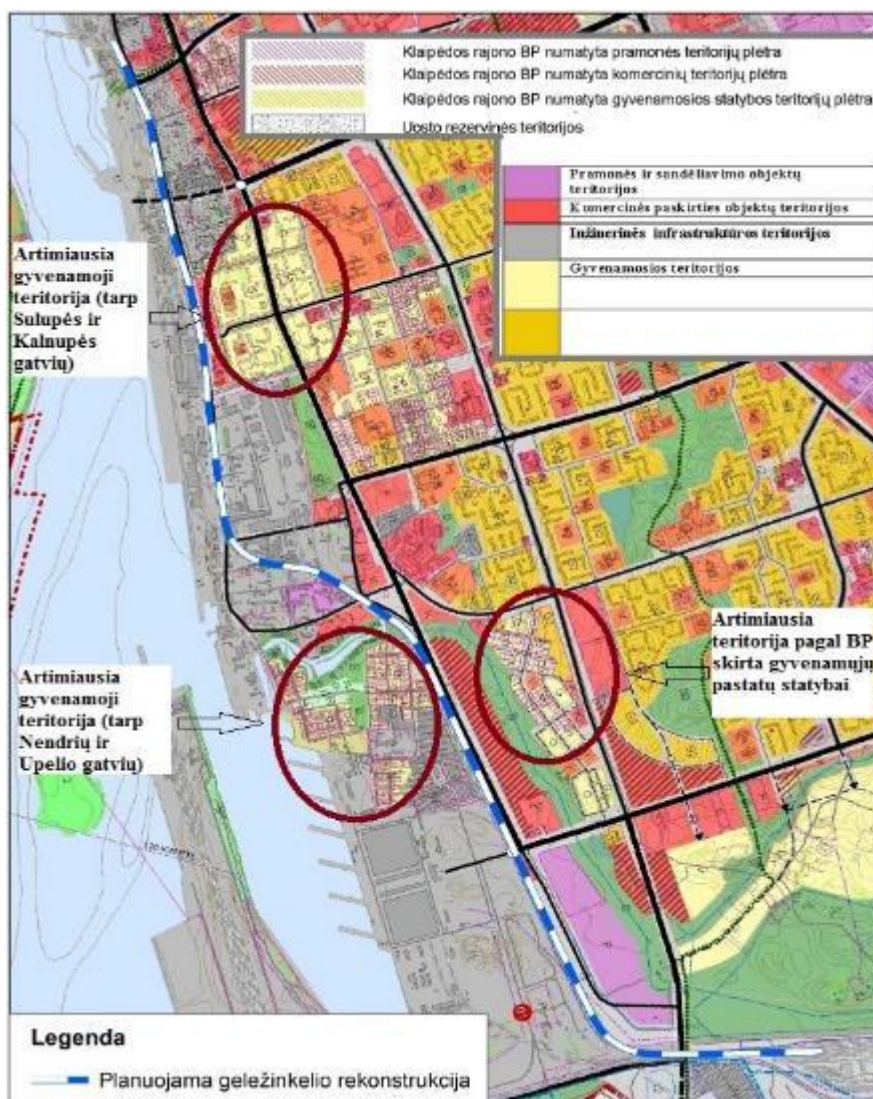 Klaipėdos rajono BP numatyta pramonės teritorijų plėtra
Klaipėdos rajono BP numatyta komercinių teritorijų plėtra
Klaipėdos rajono BP numatyta gyvenamosios statybos teritorijų plėtra
Uosto rezervinės teritorijos
Pramonės ir sandėliavimo objektų
teritorijos
Komercinės paskirties objektų teritorijos
Inžinerinės infrastruktūros teritorijos
Gyvenamosios teritorijos
Artimiausia
gyvenamoji
teritorija (tarp
Sulupės ir
Kalnupės
gatvių)
Artimiausia
teritorija pagal BP
skirta gyvenamųjų
pastatų statybai
Artimiausia
gyvenamoji
teritorija (tarp
Nendrių ir
Upelio gatvių)
Legenda
Planuojama geležinkelio rekonstrukcija